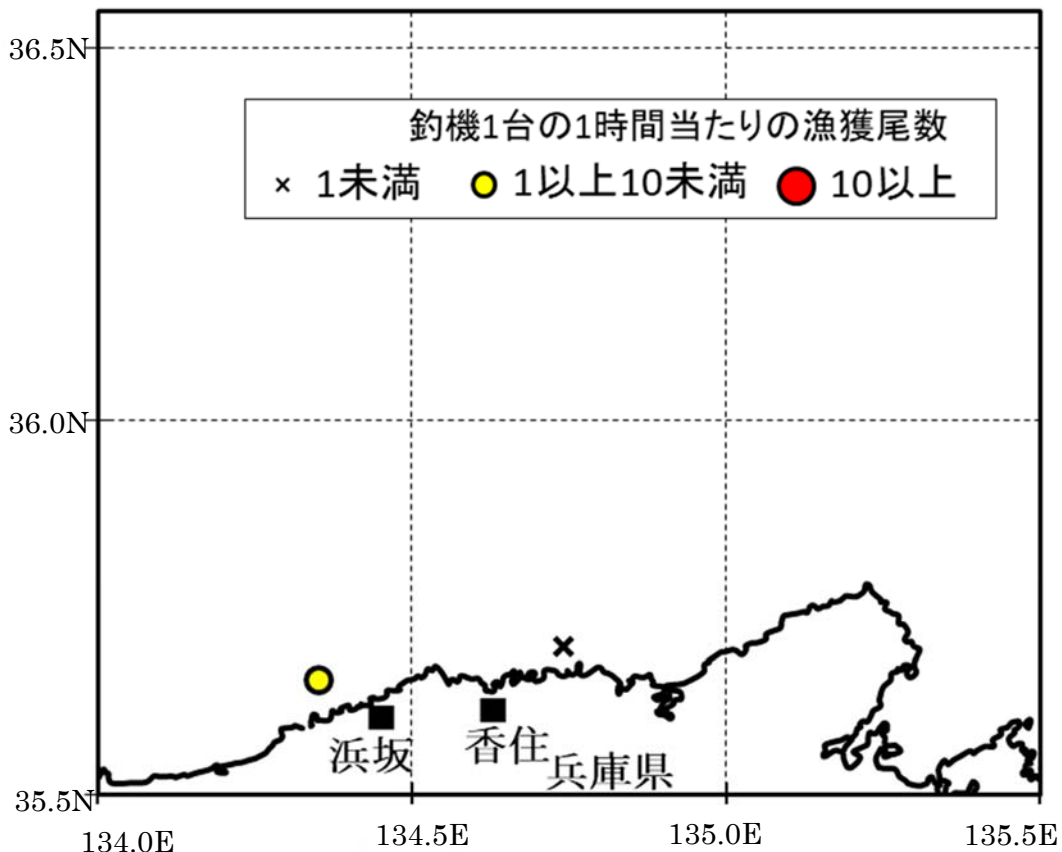 36.5N
釣機1台の1時間当たりの漁獲尾数
× 1未満 1以上10未満 10以上
36.0N
浜坂
香住
兵庫県
35.5N
134.0E 134.5E 135.0E 135.5E